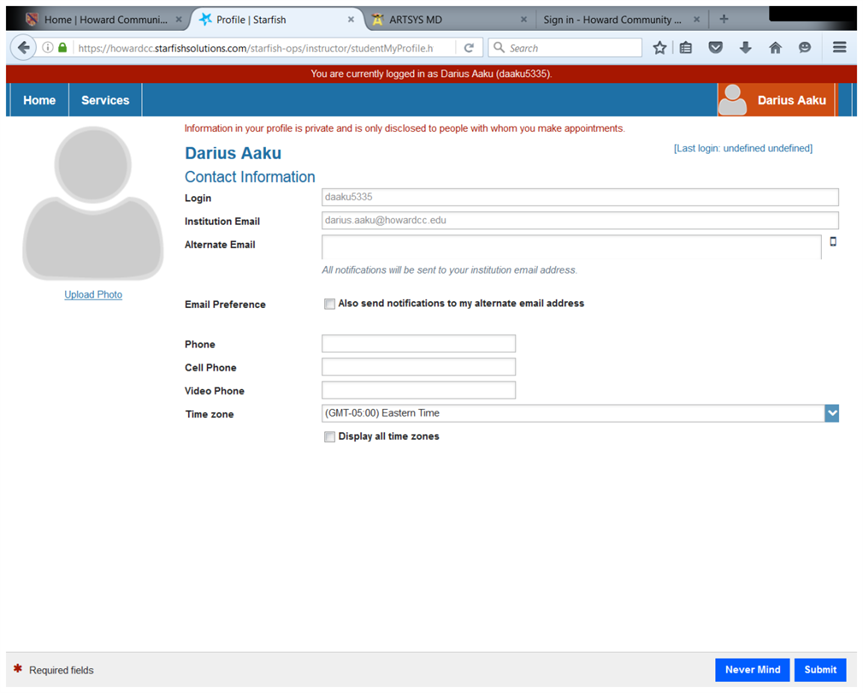 Home | Howard Communi...
Profile | Starfish
ARTSYS MD
Sign in - Howard Community ...
https://howardcc.starfishsolutions.com/starfish-ops/instructor/studentMyProfile.h
Search
You are currently logged in as Darius Aaku (daaku5335).
Home
Services
Darius Aaku
Information in your profile is private and is only disclosed to people with whom you make appointments.
Darius Aaku
[Last login: undefined undefined]
Contact Information
Login
daaku5335
Institution Email
darius.aaku@howardcc.edu
Alternate Email
All notifications will be sent to your institution email address.
Upload Photo
Email Preference
Also send notifications to my alternate email address
Phone
Cell Phone
Video Phone
Time zone
(GMT-05:00) Eastern Time
Display all time zones
* Required fields
Never Mind
Submit